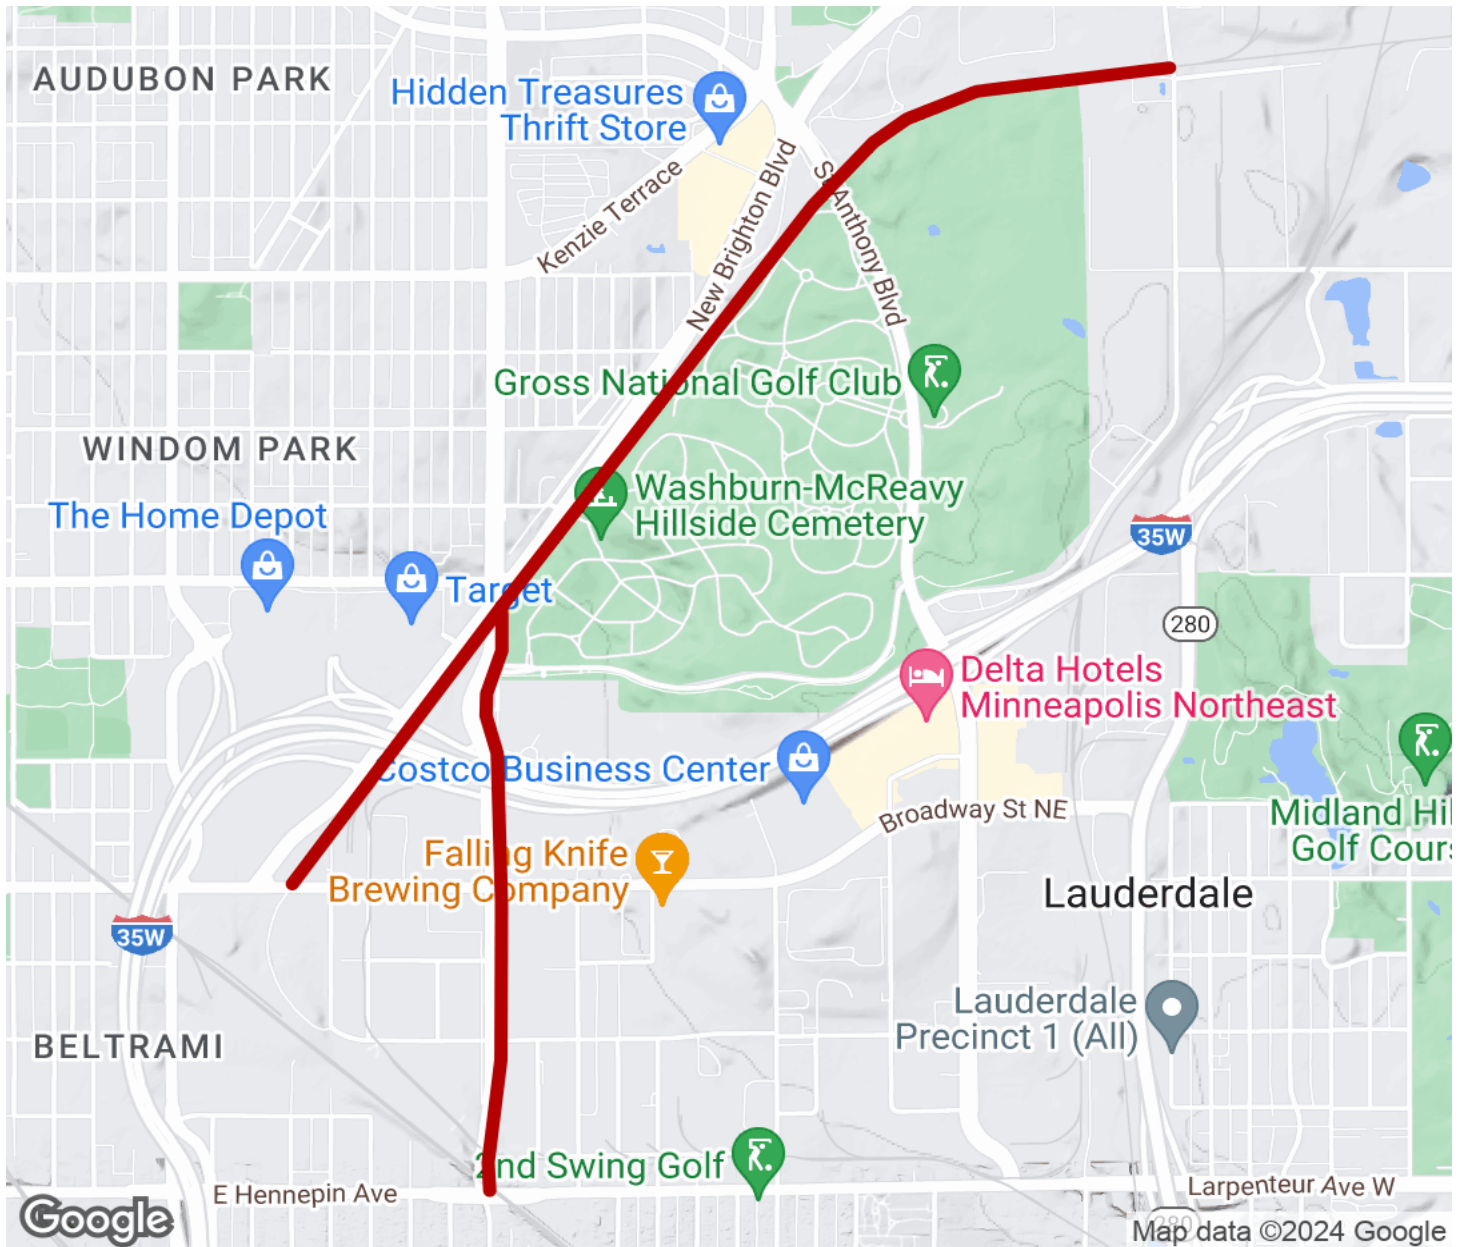 AUDUBON PARK
Hidden Treasures
Thrift Store
Kenzie Terrace
New Brighton Blvd
St Anthony Blvd
Gross National Golf Club
WINDOM PARK
Washburn-McReavy
Hillside Cemetery
The Home Depot
Target
35W
280
Delta Hotels
Minneapolis Northeast
Costco Business Center
Broadway St NE
Midland Hil
Golf Cours
Falling Knife
Brewing Company
Lauderdale
35W
Lauderdale
Precinct 1 (All)
BELTRAMI
2nd Swing Golf
E Hennepin Ave
Larpenteur Ave W
280
Google
Map data ©2024 Google